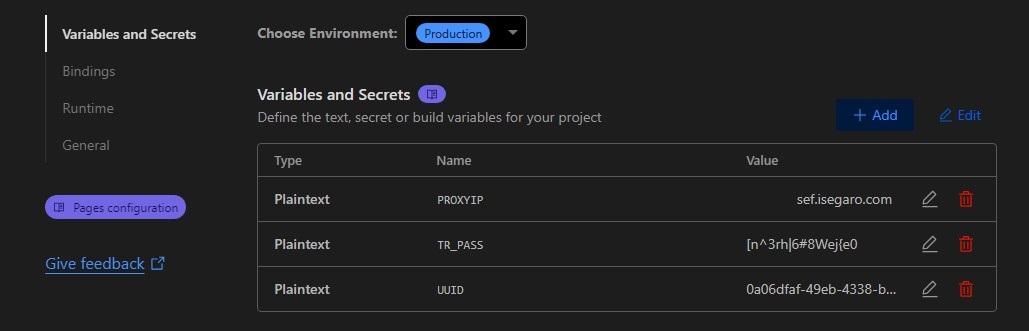 Variables and Secrets
Bindings
Runtime
General
Pages configuration
Give feedback
Choose Environment: Production
Variables and Secrets
Define the text, secret or build variables for your project
+ Add
Edit
Type Name Value
Plaintext PROXYIP sef.isegaro.com
Plaintext TR_PASS [n^3rh|6#8Wej{e0
Plaintext UUID 0a06dfaf-49eb-4338-b...